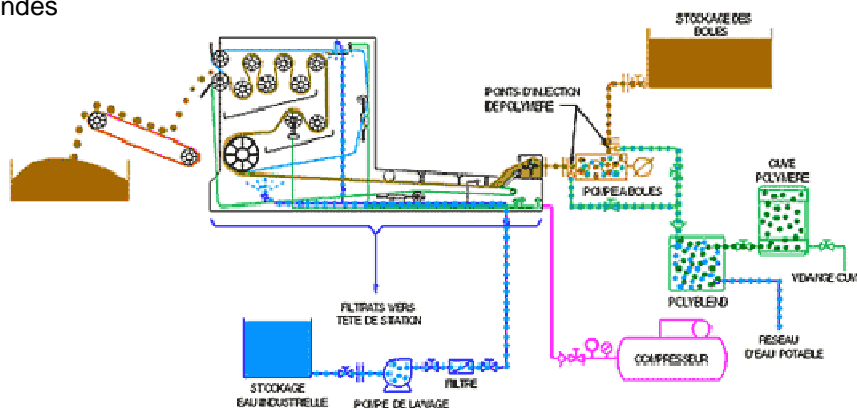 ndes
STOCKAGE DES
BOUES
PONTS D'INJECTION
DE POLYMERE
POMPE A BOUES
CUVE
POLYMERE
VIDANGE CUV
POLYBLEND
RESEAU
D'EAU POTABLE
FILTRATS VERS
TETE DE STATION
COMPRESSEUR
FILTRE
STOCKAGE
EAU INDUSTRIELLE
POMPE DE LAVAGE